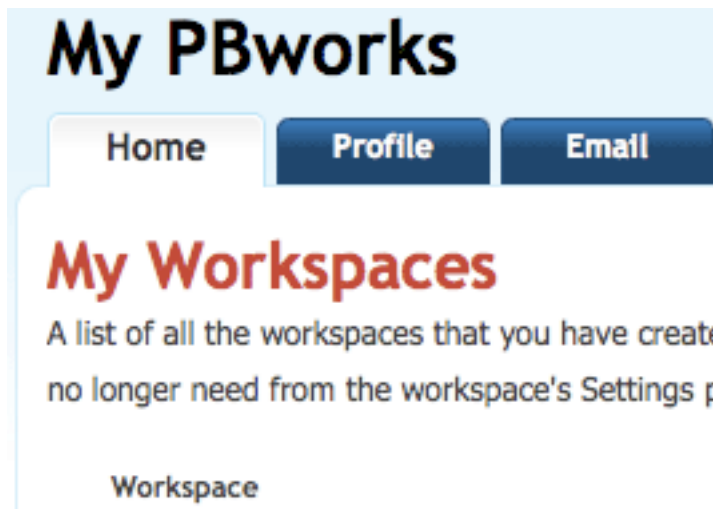 My PBworks
Home Profile Email
My Workspaces
A list of all the workspaces that you have
no longer need from the workspace's Settings
Workspace